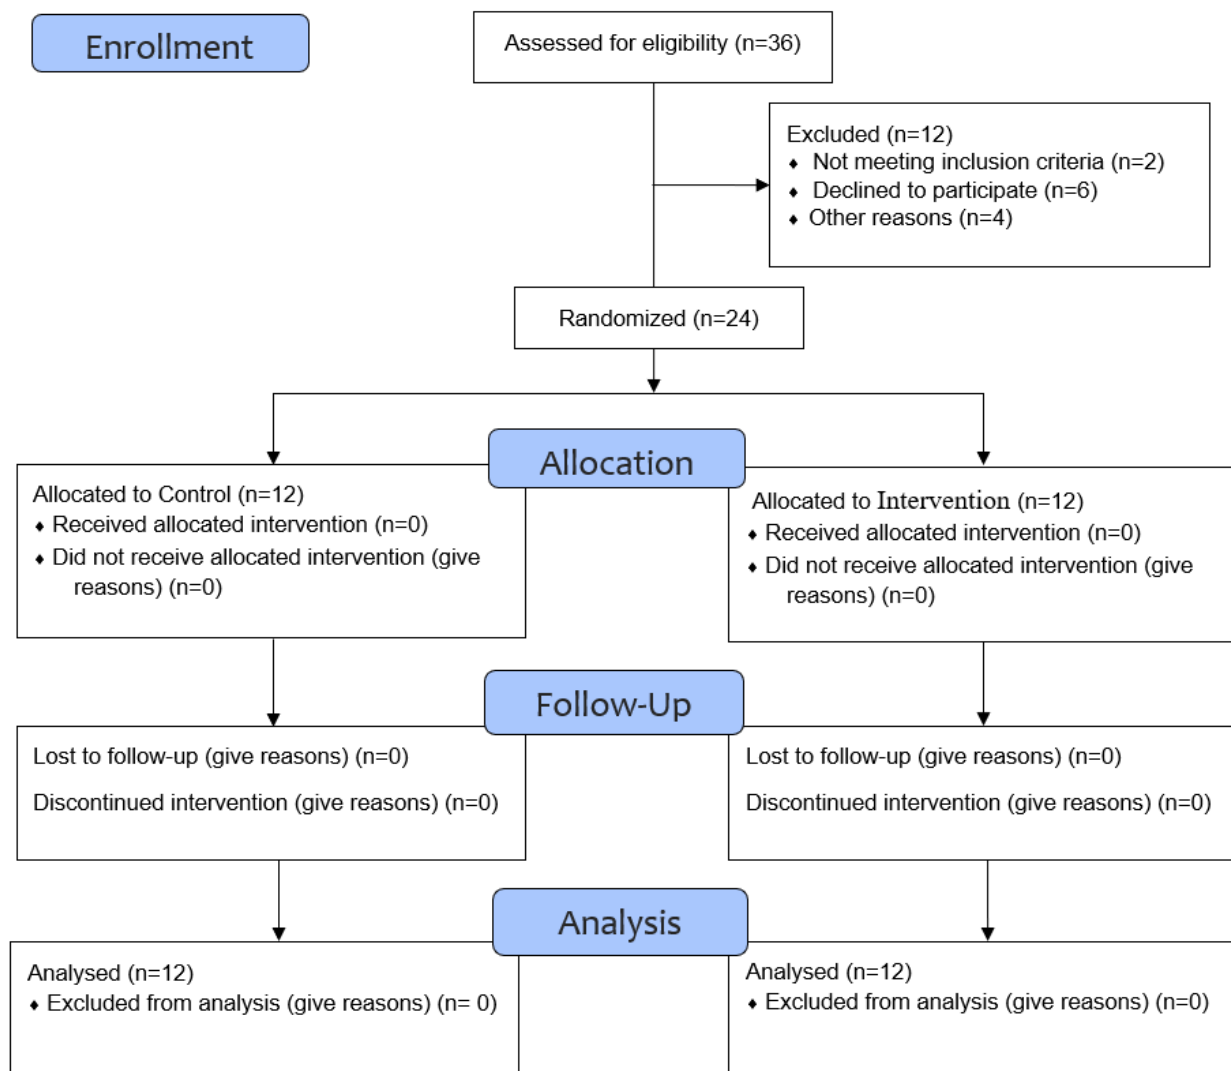 Enrollment
Assessed for eligibility (n=36)
Excluded (n=12)
♦ Not meeting inclusion criteria (n=2)
♦ Declined to participate (n=6)
♦ Other reasons (n=4)
Randomized (n=24)
Allocation
Allocated to Control (n=12)
♦ Received allocated intervention (n=0)
♦ Did not receive allocated intervention (give
reasons) (n=0)
Allocated to Intervention (n=12)
♦ Received allocated intervention (n=0)
♦ Did not receive allocated intervention (give
reasons) (n=0)
Follow-Up
Lost to follow-up (give reasons) (n=0)
Discontinued intervention (give reasons) (n=0)
Lost to follow-up (give reasons) (n=0)
Discontinued intervention (give reasons) (n=0)
Analysis
Analysed (n=12)
♦ Excluded from analysis (give reasons) (n= 0)
Analysed (n=12)
♦ Excluded from analysis (give reasons) (n=0)